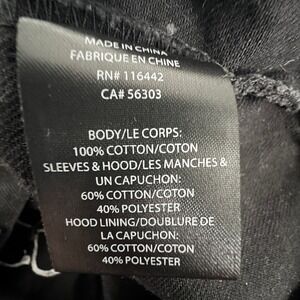 MADE IN CHINA
FABRIQUE EN CHINE
RN# 116442
CA# 56303
BODY/LE CORPS:
100% COTTON/COTON
SLEEVES & HOOD/LES MANCHES &
UN CAPUCHON:
60% COTTON/COTON
40% POLYESTER
HOOD LINING/DOUBLURE DE
LA CAPUCHON:
60% COTTON/COTON
40% POLYESTER